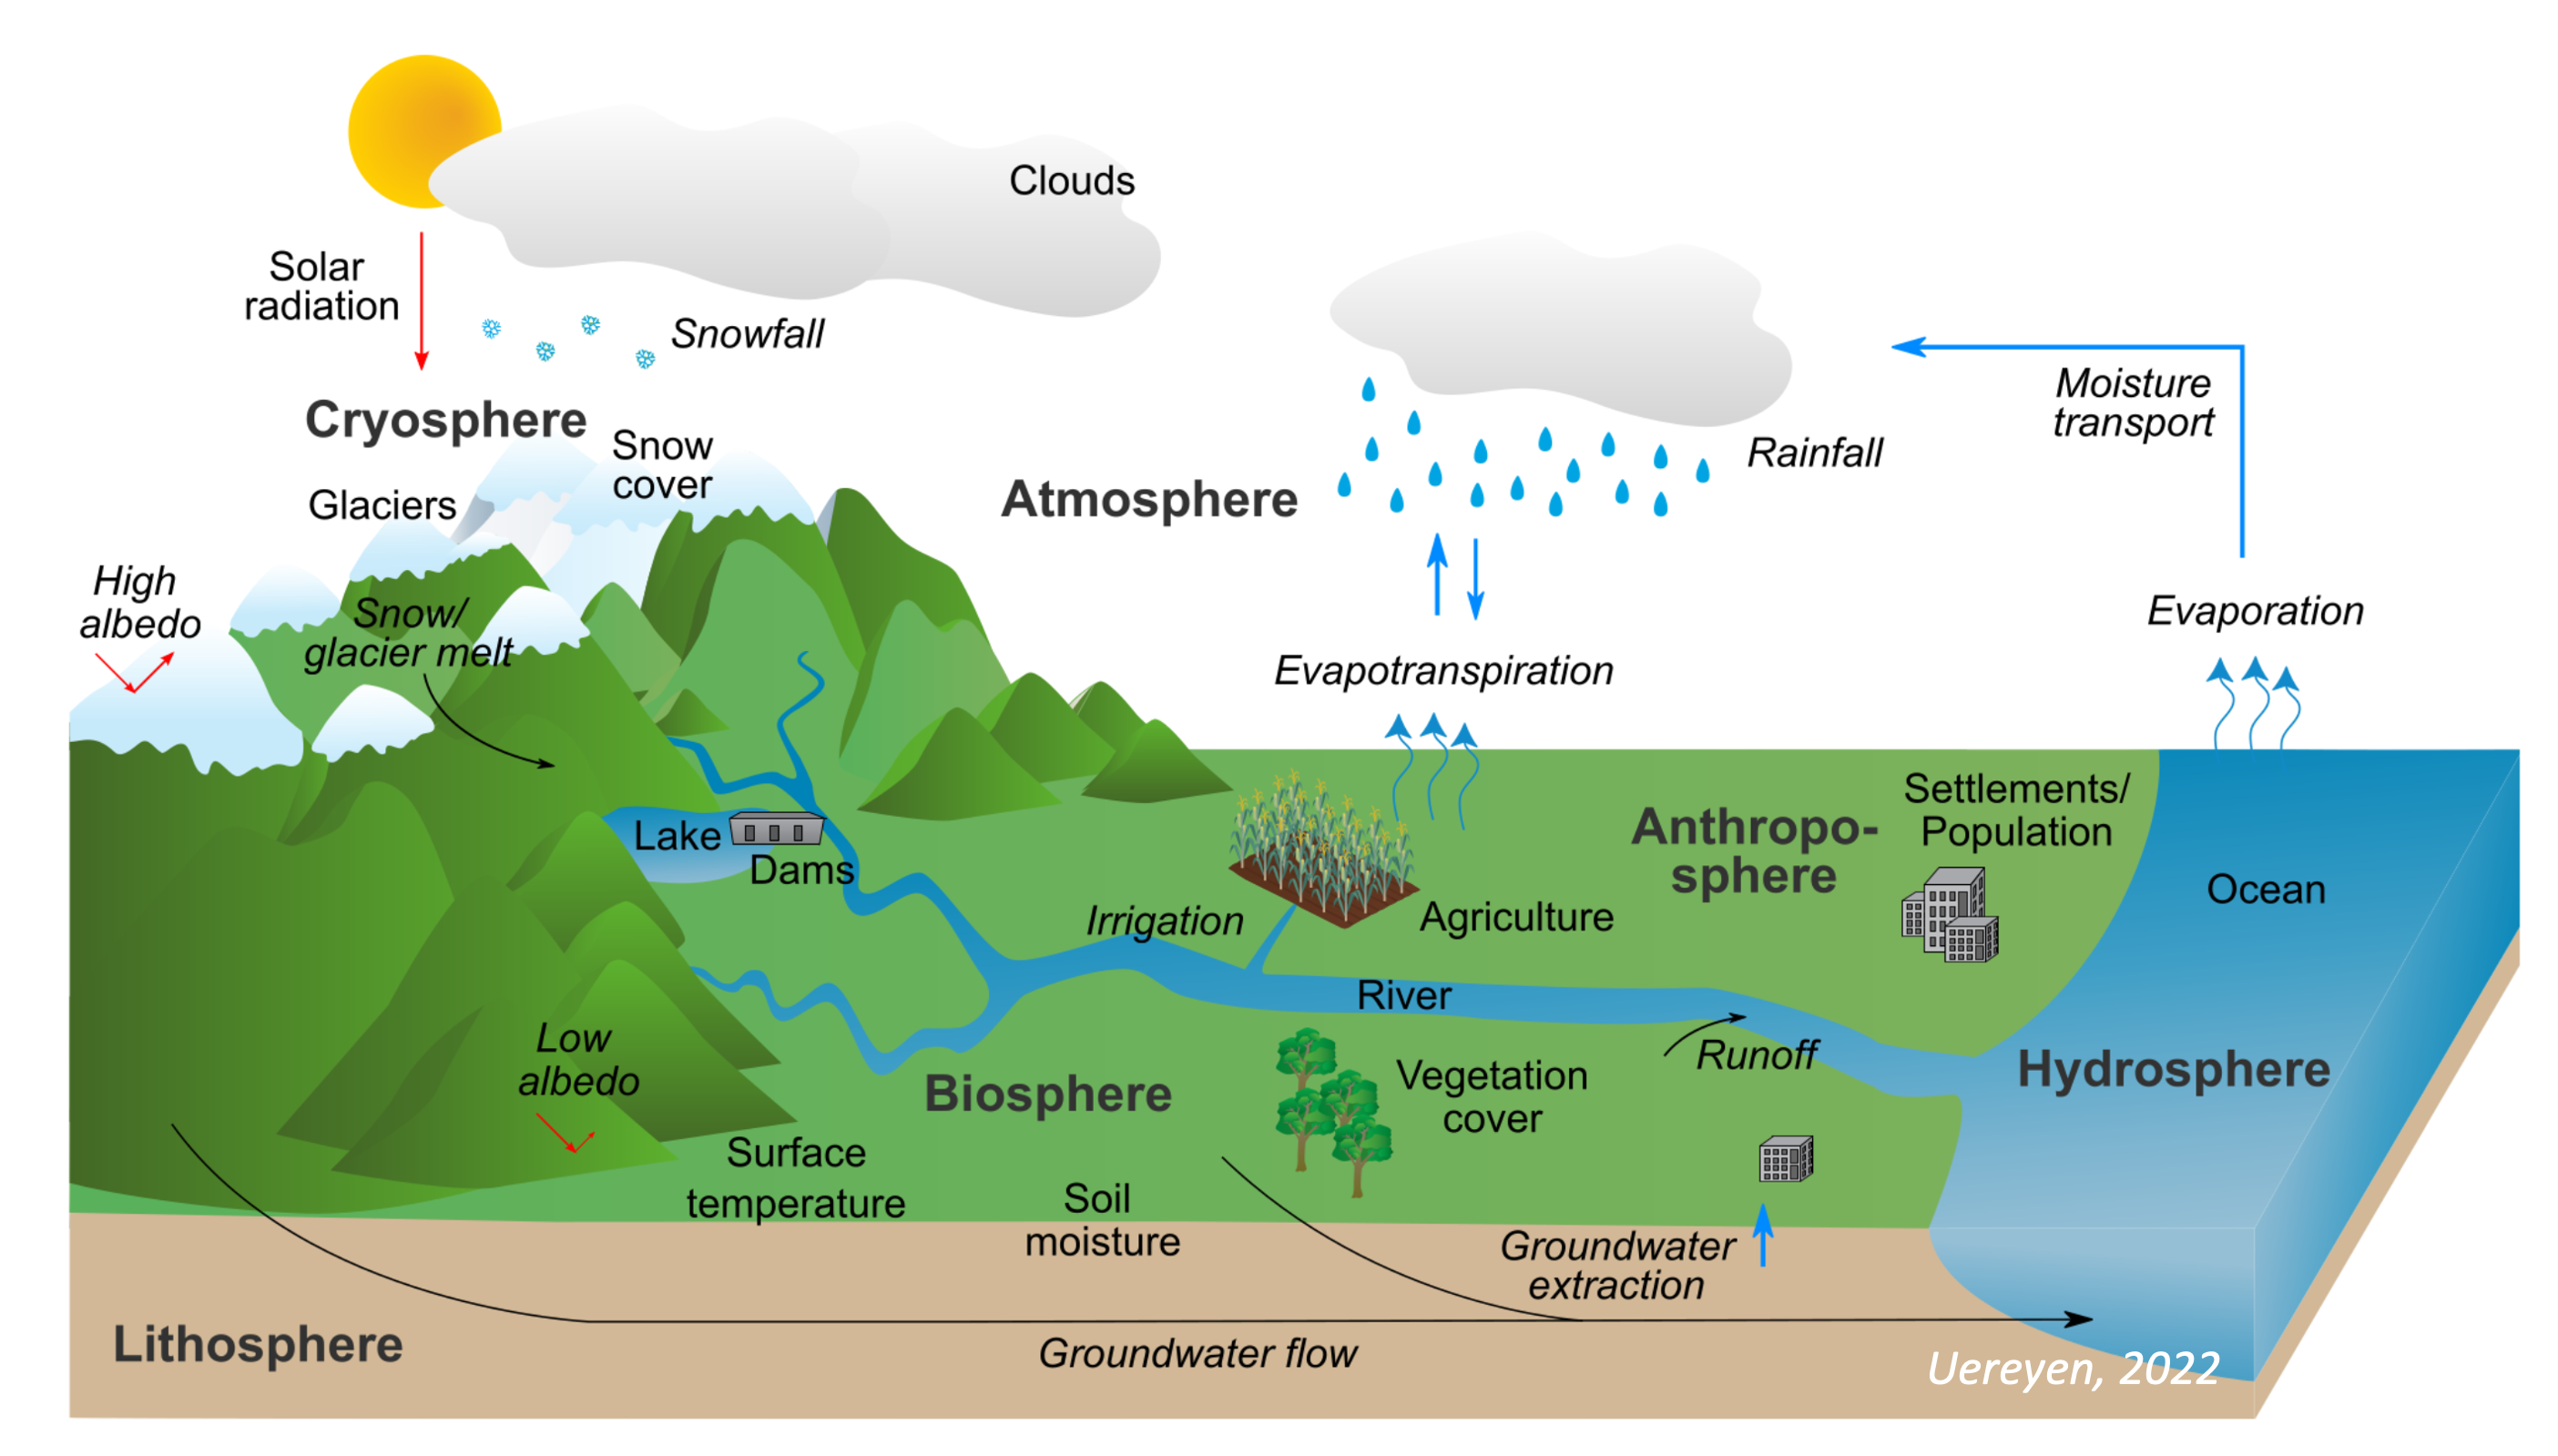 Clouds
Solar
radiation
Snowfall
Cryosphere
Snow
cover
Glaciers
High
albedo
Snow/
glacier melt
Atmosphere
Rainfall
Moisture
transport
Evaporation
Evapotranspiration
Lake
Dams
Irrigation
Agriculture
Anthropo-
sphere
Settlements/
Population
Ocean
River
Runoff
Hydrosphere
Low
albedo
Biosphere
Vegetation
cover
Surface
temperature
Soil
moisture
Groundwater
extraction
Lithosphere
Groundwater flow
Uereyen, 2022